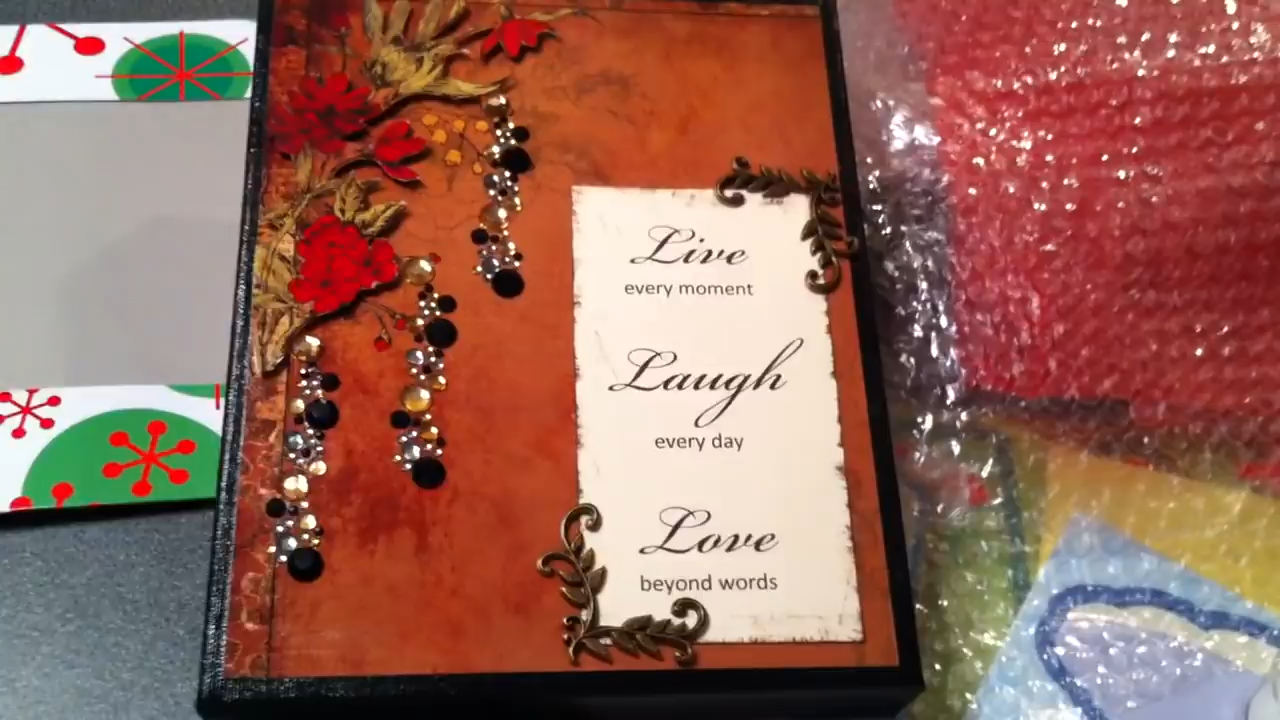 Live
every moment
Laugh
every day
Love
beyond words